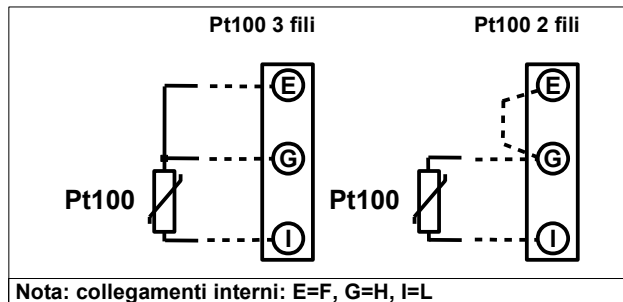 Pt100 3 fili
Pt100 2 fili
E
E
G
G
Pt100
Pt100
I
I
Nota: collegamenti interni: E=F, G=H, I=L